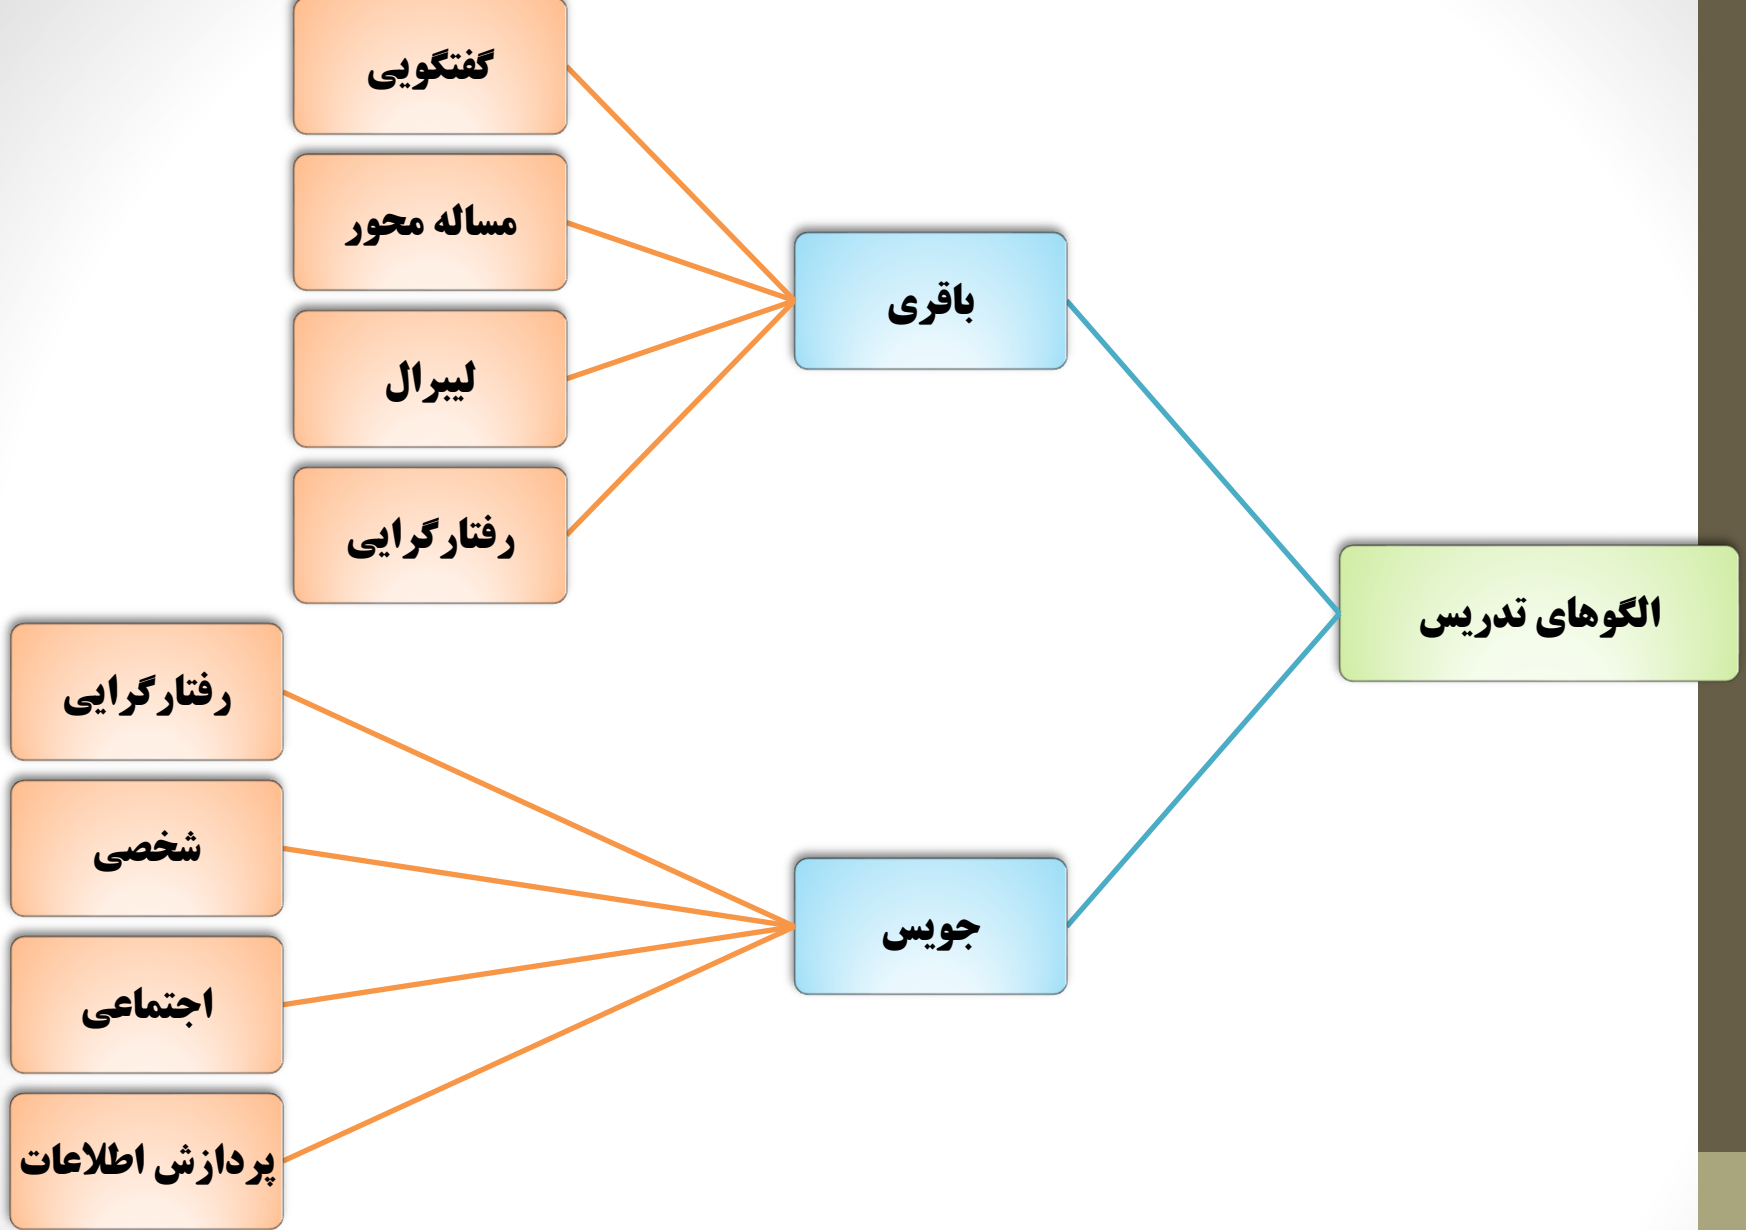 الگوهای تدریس
باقری
گفتگویی
مساله محور
لیبرال
رفتارگرایی
جویس
رفتارگرایی
شخصی
اجتماعی
پردازش اطلاعات